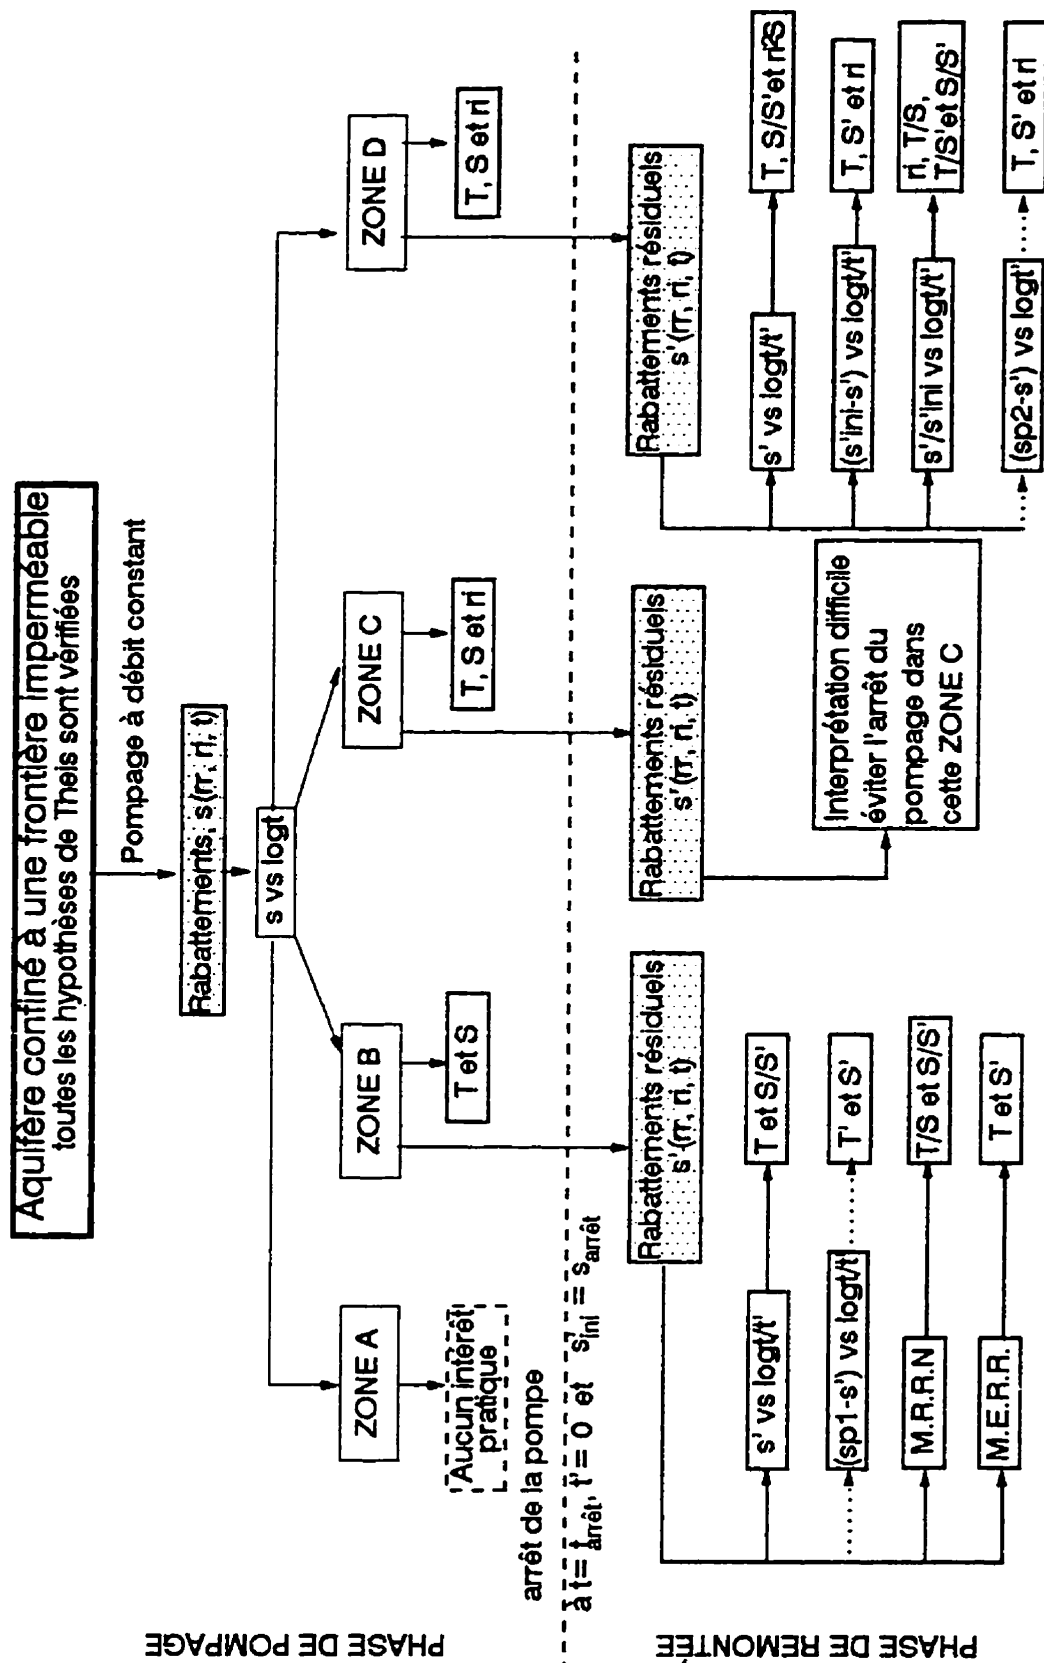 Aquifère confiné à une frontière imperméable
toutes les hypothèses de Theis sont vérifiées
Pompage à débit constant
Rabattements, s(rr, ri, t)
s vs logt
ZONE A
ZONE B
ZONE C
ZONE D
Aucun intérêt
pratique
T et S
T, S et ri
T, S et ri
PHASE DE POMPAGE
arrêt de la pompe
à t= t arrêt, t'= 0 et s'ini = s arrêt
PHASE DE REMONTÉE
Rabattements résiduels
s'(rr, ri, t)
Rabattements résiduels
s'(rr, ri, t)
Rabattements résiduels
s'(rr, ri, t)
s' vs logt/t'
T et S/S'
(sp1-s') vs logt/t'
T' et S'
M.R.R.N
T/S et S/S'
M.E.R.R.
T et S'
Interprétation difficile
éviter l'arrêt du
pompage dans
cette ZONE C
s' vs logt/t'
T, S/S' et ri²S
(s'ini-s') vs logt/t'
T, S' et ri
s'/s'ini vs logt/t'
ri, T/S,
T/S' et S/S'
(sp2-s') vs logt'
T, S' et ri